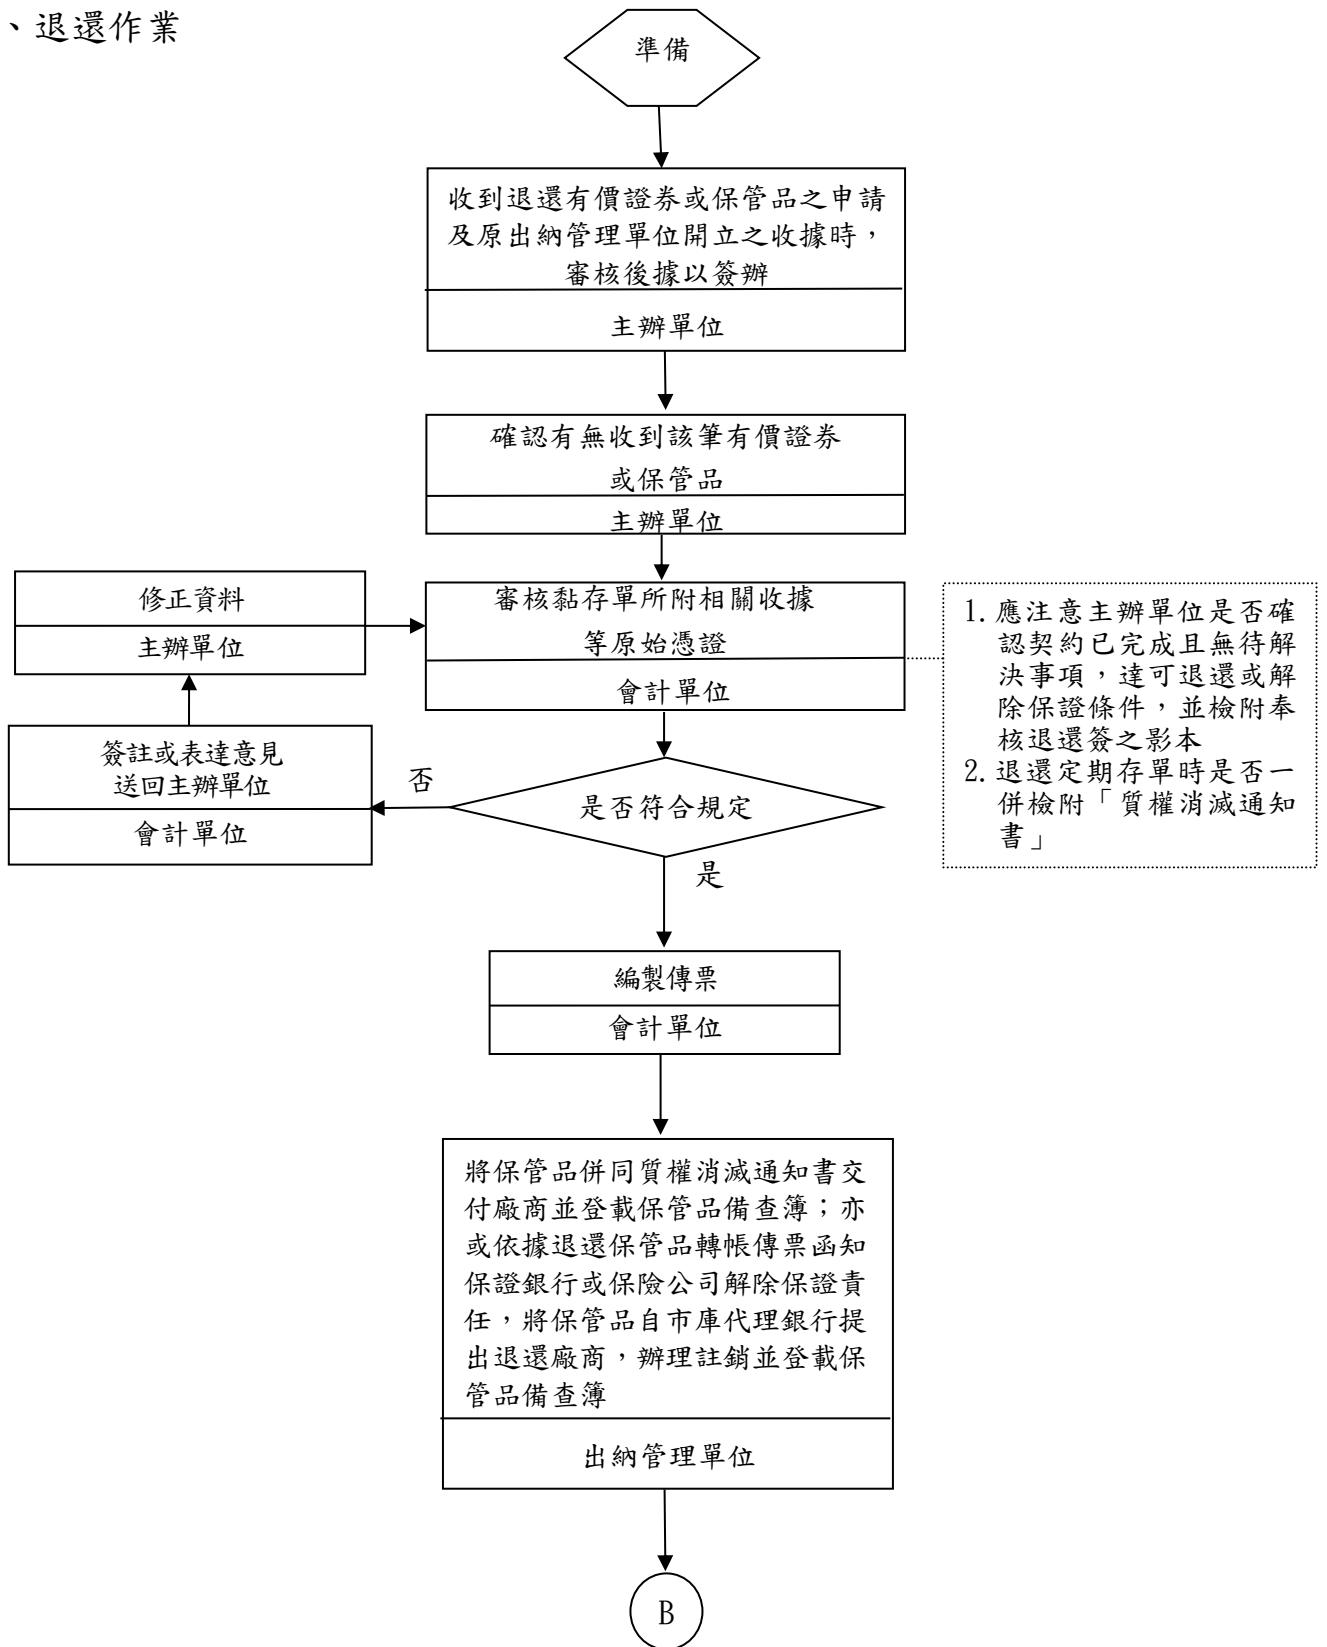 、退還作業
準備
收到退還有價證券或保管品之申請
及原出納管理單位開立之收據時，
審核後據以簽辦
主辦單位
確認有無收到該筆有價證券
或保管品
主辦單位
修正資料
主辦單位
審核黏存單所附相關收據
等原始憑證
會計單位
1.應注意主辦單位是否確
認契約已完成且無待解
決事項，達可退還或解
除保證條件，並檢附奉
核退還簽之影本
2.退還定期存單時是否一
併檢附「質權消滅通知
書」
簽註或表達意見
送回主辦單位
會計單位
否
是否符合規定
是
編製傳票
會計單位
將保管品併同質權消滅通知書交
付廠商並登載保管品備查簿；亦
或依據退還保管品轉帳傳票函知
保證銀行或保險公司解除保證責
任，將保管品自市庫代理銀行提
出退還廠商，辦理註銷並登載保
管品備查簿
出納管理單位
B